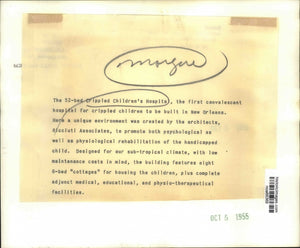 morgue
The 52-bed Crippled Children's Hospital, the first convalescent
hospital for crippled children to be built in New Orleans.
Here a unique environment was created by the architects,
Ricciuti Associates, to promote both psychological as
well as physiological rehabilitation of the handicapped
child. Designed for our sub-tropical climate, with low
maintenance costs in mind, the building features eight
6-bed "cottages" for housing the children, plus complete
adjunct medical, educational, and physio-therapeutical
facilities.
OCT 5 1955